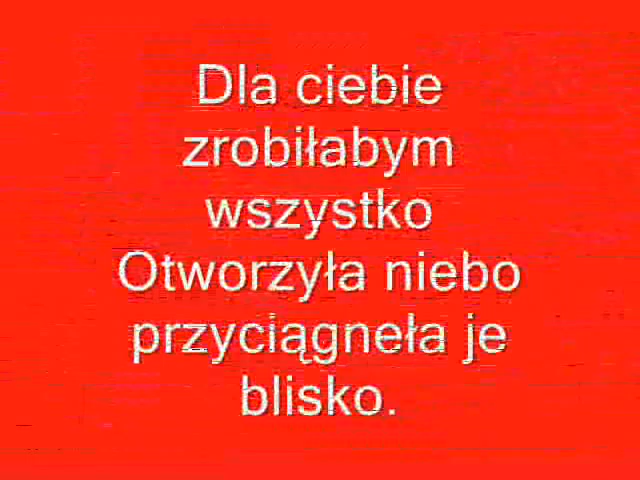 Dla ciebie
zrobiłabym
wszystko
Otworzyła niebo
przyciągneła je
blisko.